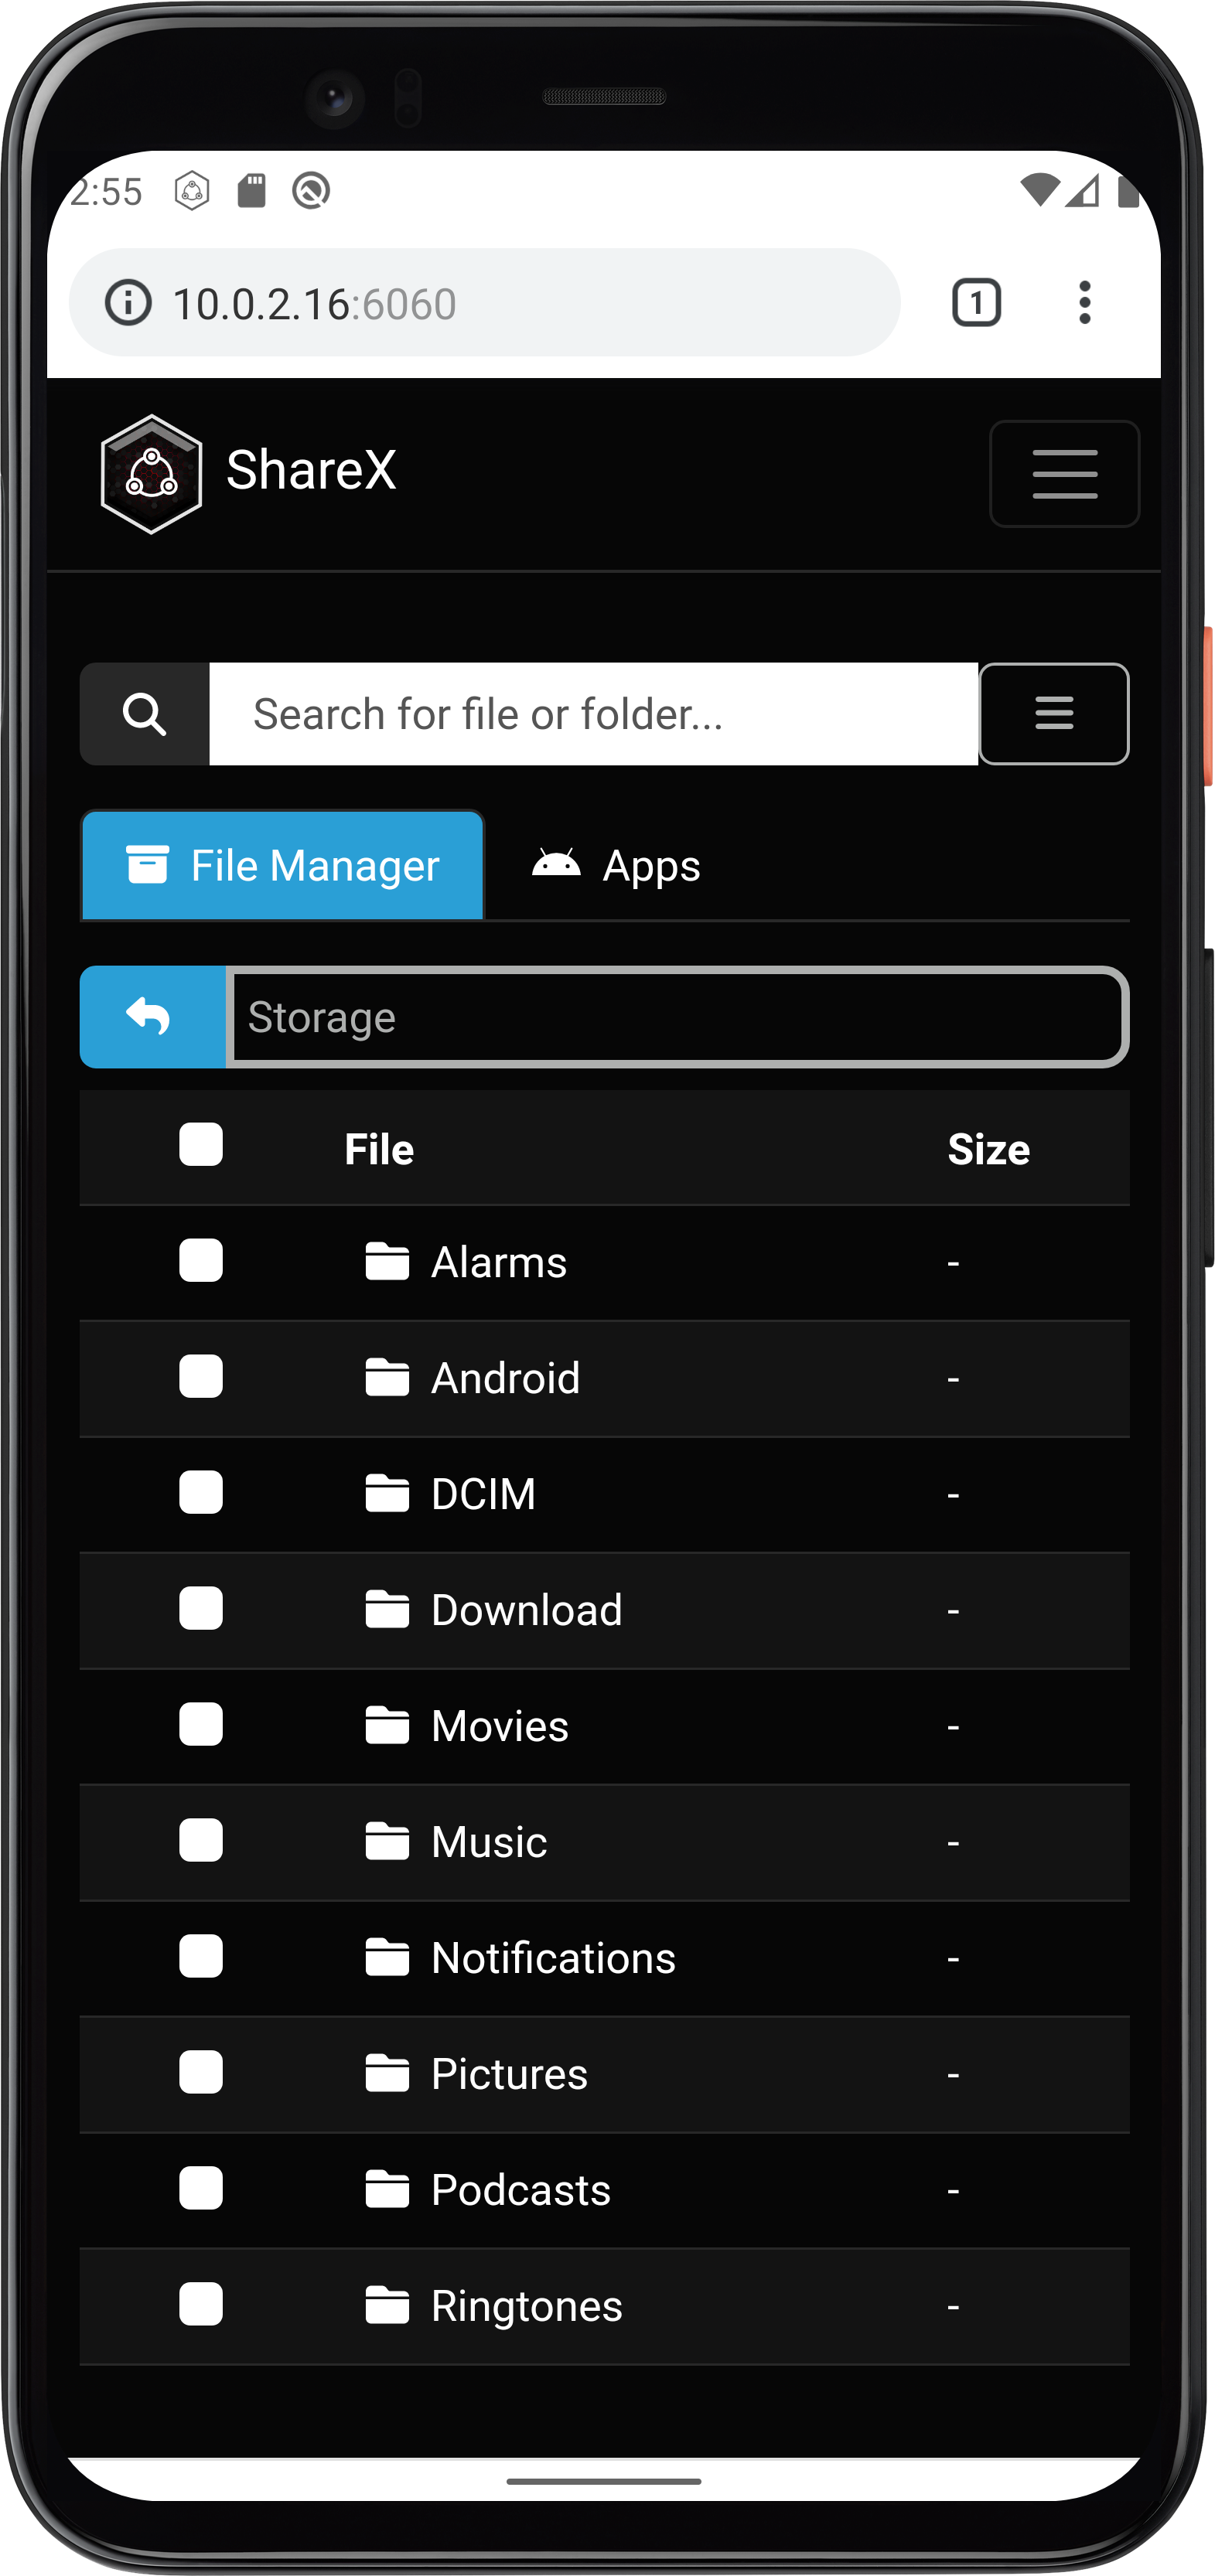 2:55
10.0.2.16:6060
1
ShareX
Search for file or folder...
File Manager
Apps
Storage
File Size
Alarms -
Android -
DCIM -
Download -
Movies -
Music -
Notifications -
Pictures -
Podcasts -
Ringtones -